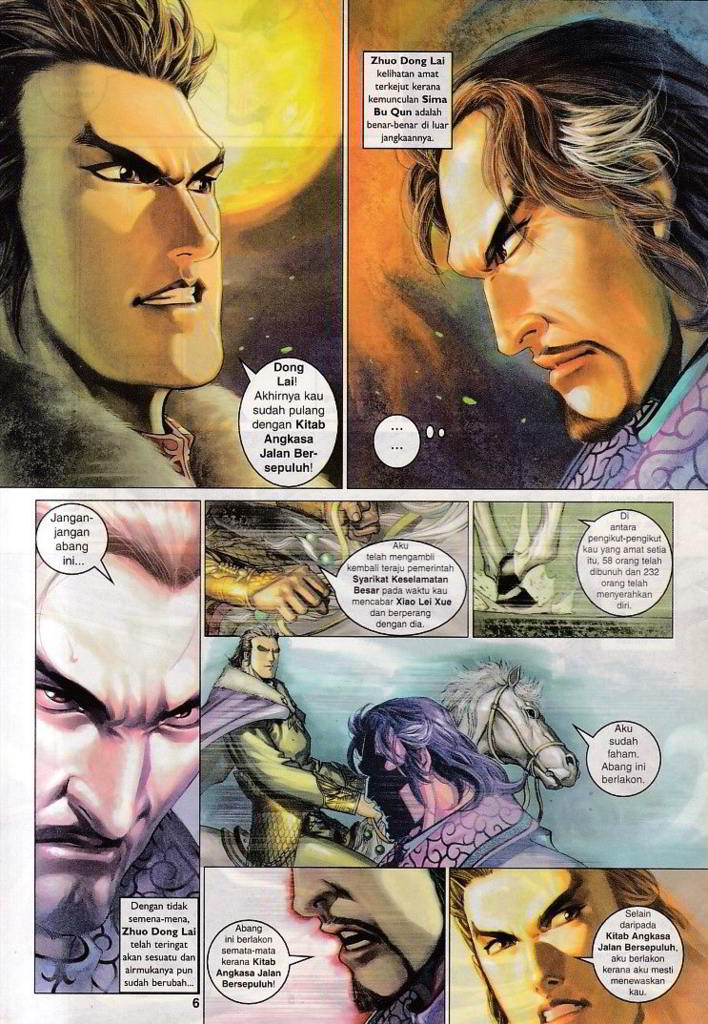 Dong
Lai!
Akhirnya kau
sudah pulang
dengan Kitab
Angkasa
Jalan Ber-
sepuluh!
Zhuo Dong Lai
kelihatan amat
terkejut kerana
kemunculan Sima
Bu Qun adalah
benar-benar di luar
jangkaannya.
...
...
Jangan-
jangan
abang
ini...
Aku
telah mengambli
kembali teraju pemerintah
Syarikat Keselamatan
Besar pada waktu kau
mencabar Xiao Lei Xue
dan berperang
dengan dia.
Di
antara
pengikut-pengikut
kau yang amat setia
itu, 58 orang telah
dibunuh dan 232
orang telah
menyerahkan
diri.
Aku
sudah
faham.
Abang ini
berlakon.
Dengan tidak
semena-mena,
Zhuo Dong Lai
telah teringat
akan sesuatu dan
airmukanya pun
sudah berubah...
Abang
ini berlakon
semata-mata
kerana Kitab
Angkasa Jalan
Bersepuluh!
Selain
daripada
Kitab Angkasa
Jalan Bersepuluh,
aku berlakon
kerana aku mesti
menewaskan
kau.
6